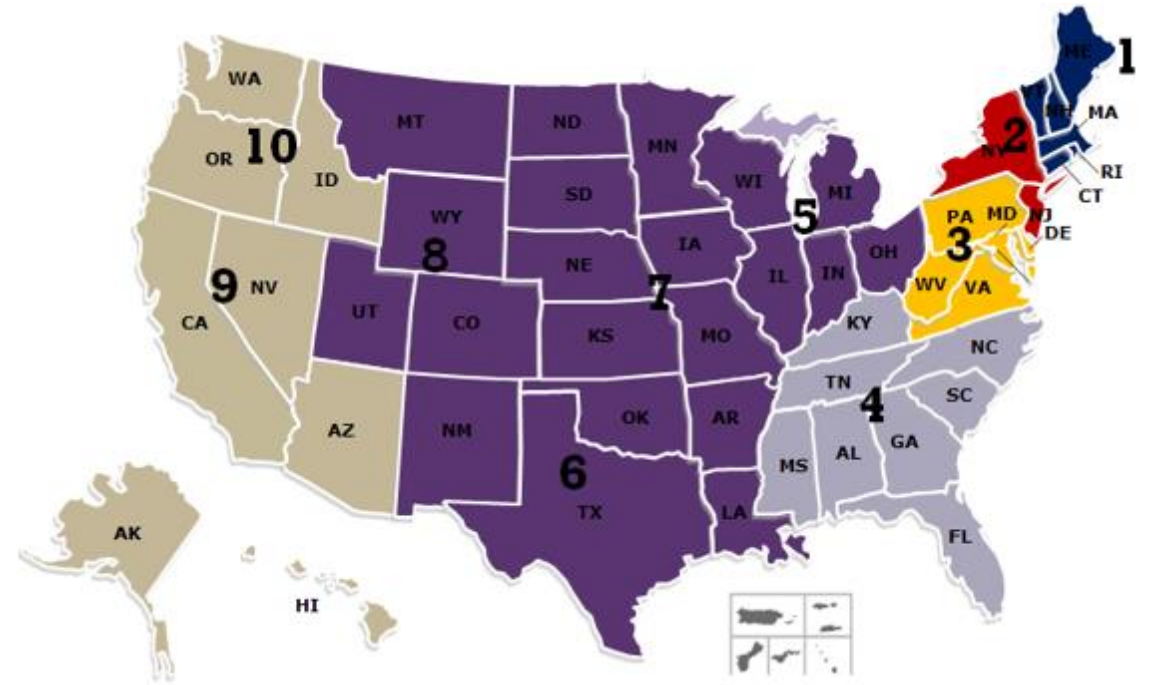 ME
1
WA
VT
NH
MA
MT
ND
MN
2
NY
10
OR
ID
RI
WI
MI
CT
SD
5
PA
MD
NJ
WY
DE
3
IA
OH
8
NE
IL
IN
9
NV
WV
VA
7
UT
CO
KS
MO
KY
CA
NC
TN
SC
4
OK
AR
AZ
NM
GA
AL
MS
6
TX
LA
AK
FL
HI